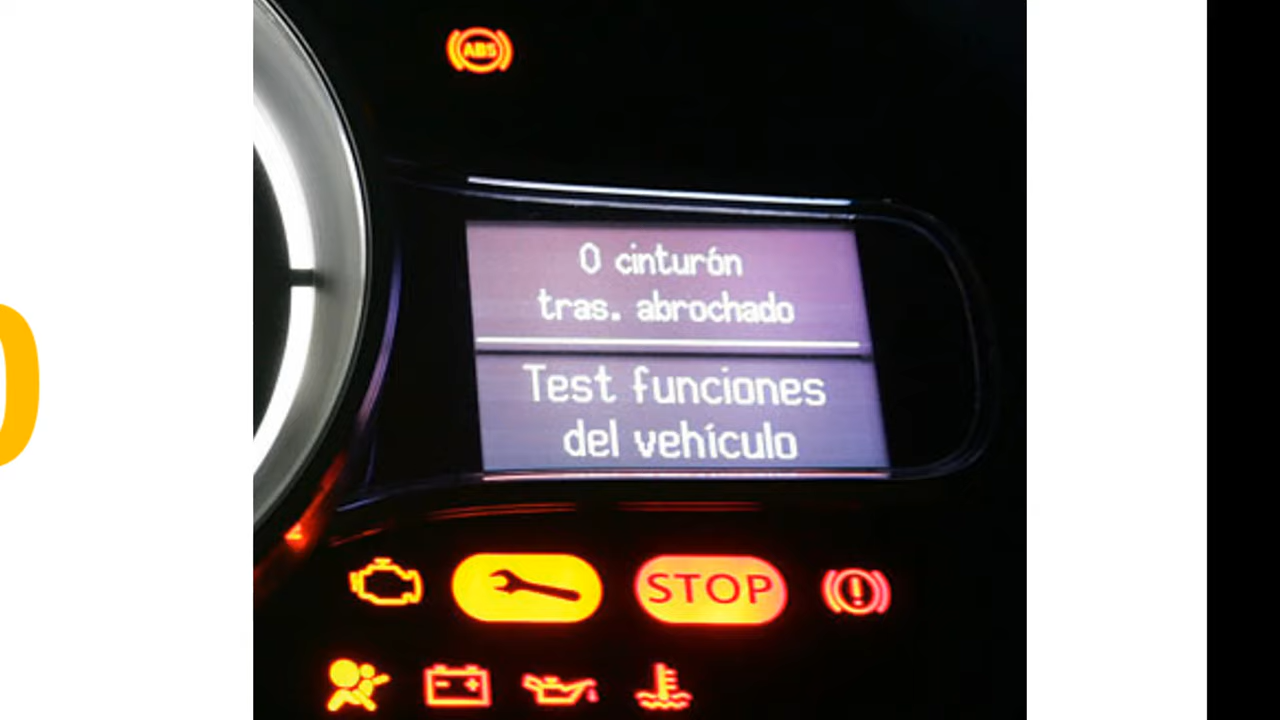 ABS
0 cinturón
tras. abrochado
Test funciones
del vehículo
STOP